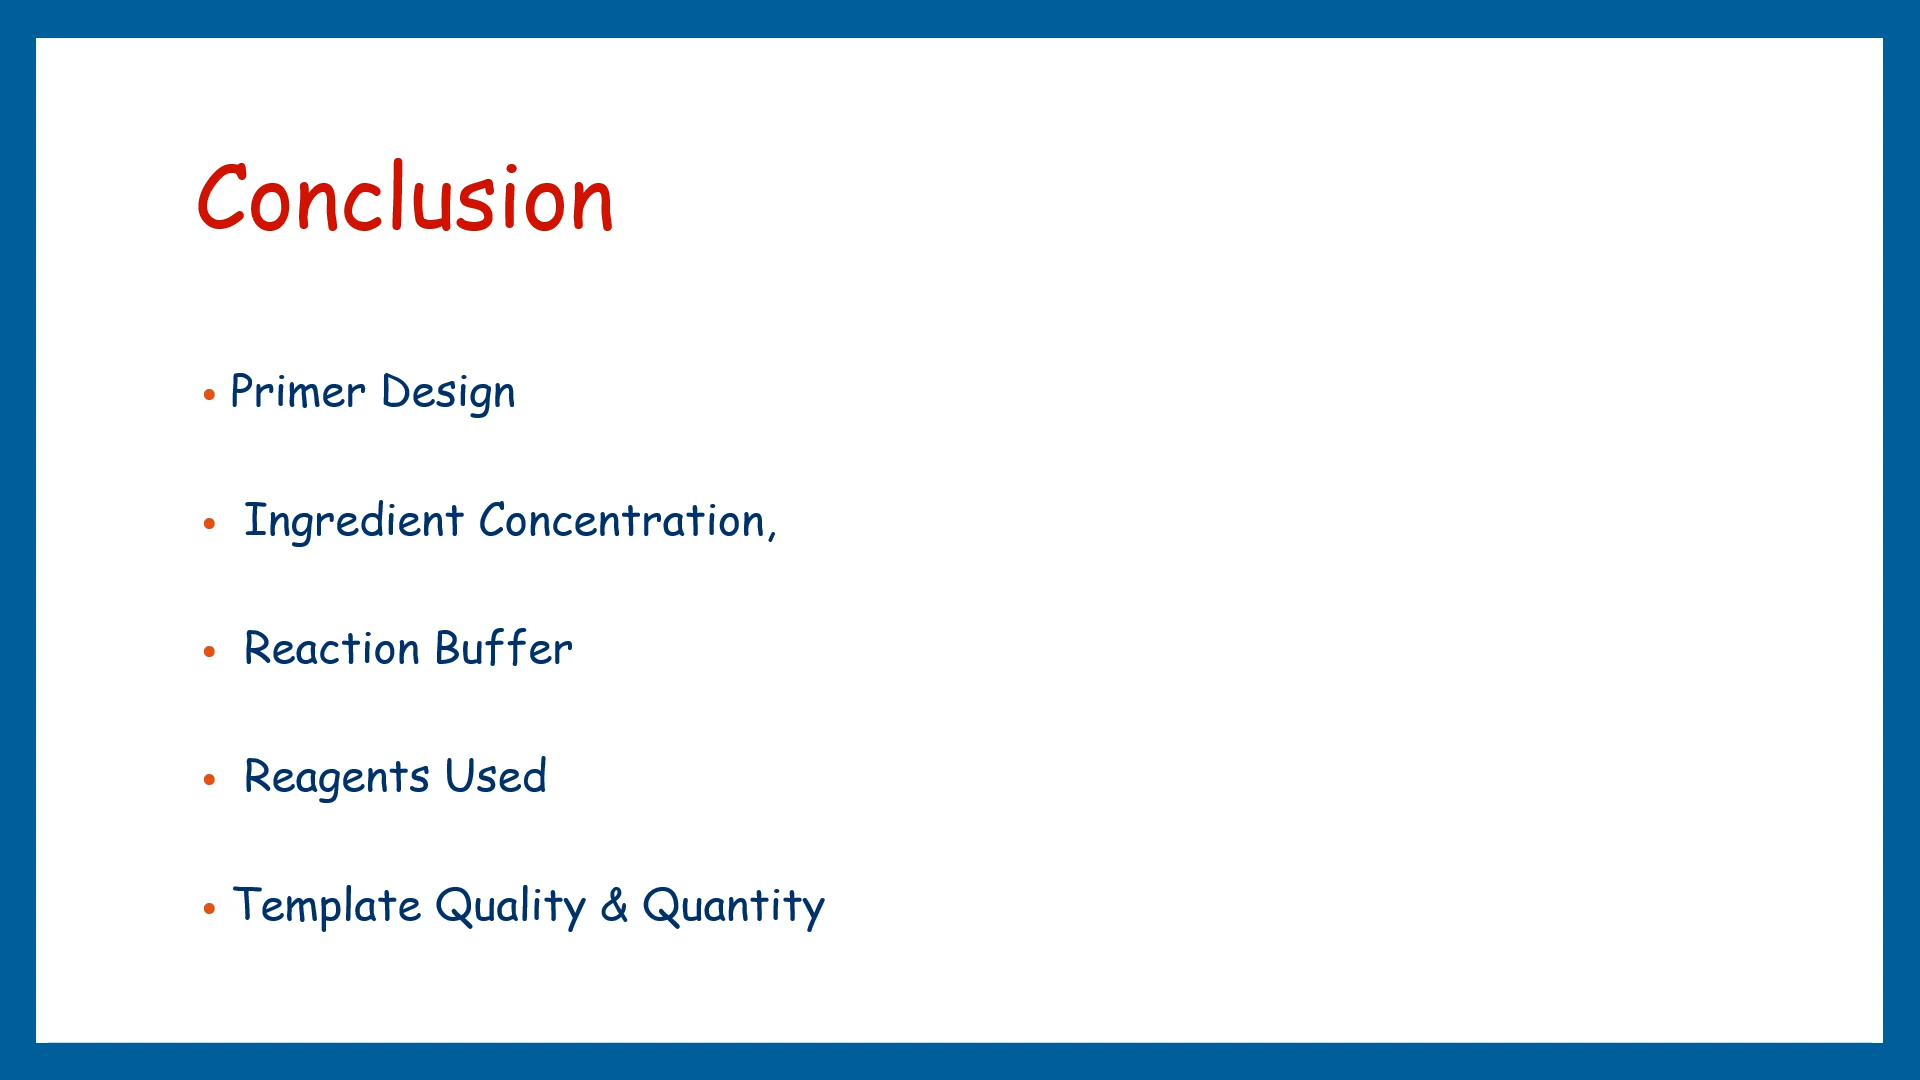 Conclusion
• Primer Design
• Ingredient Concentration,
• Reaction Buffer
• Reagents Used
• Template Quality & Quantity